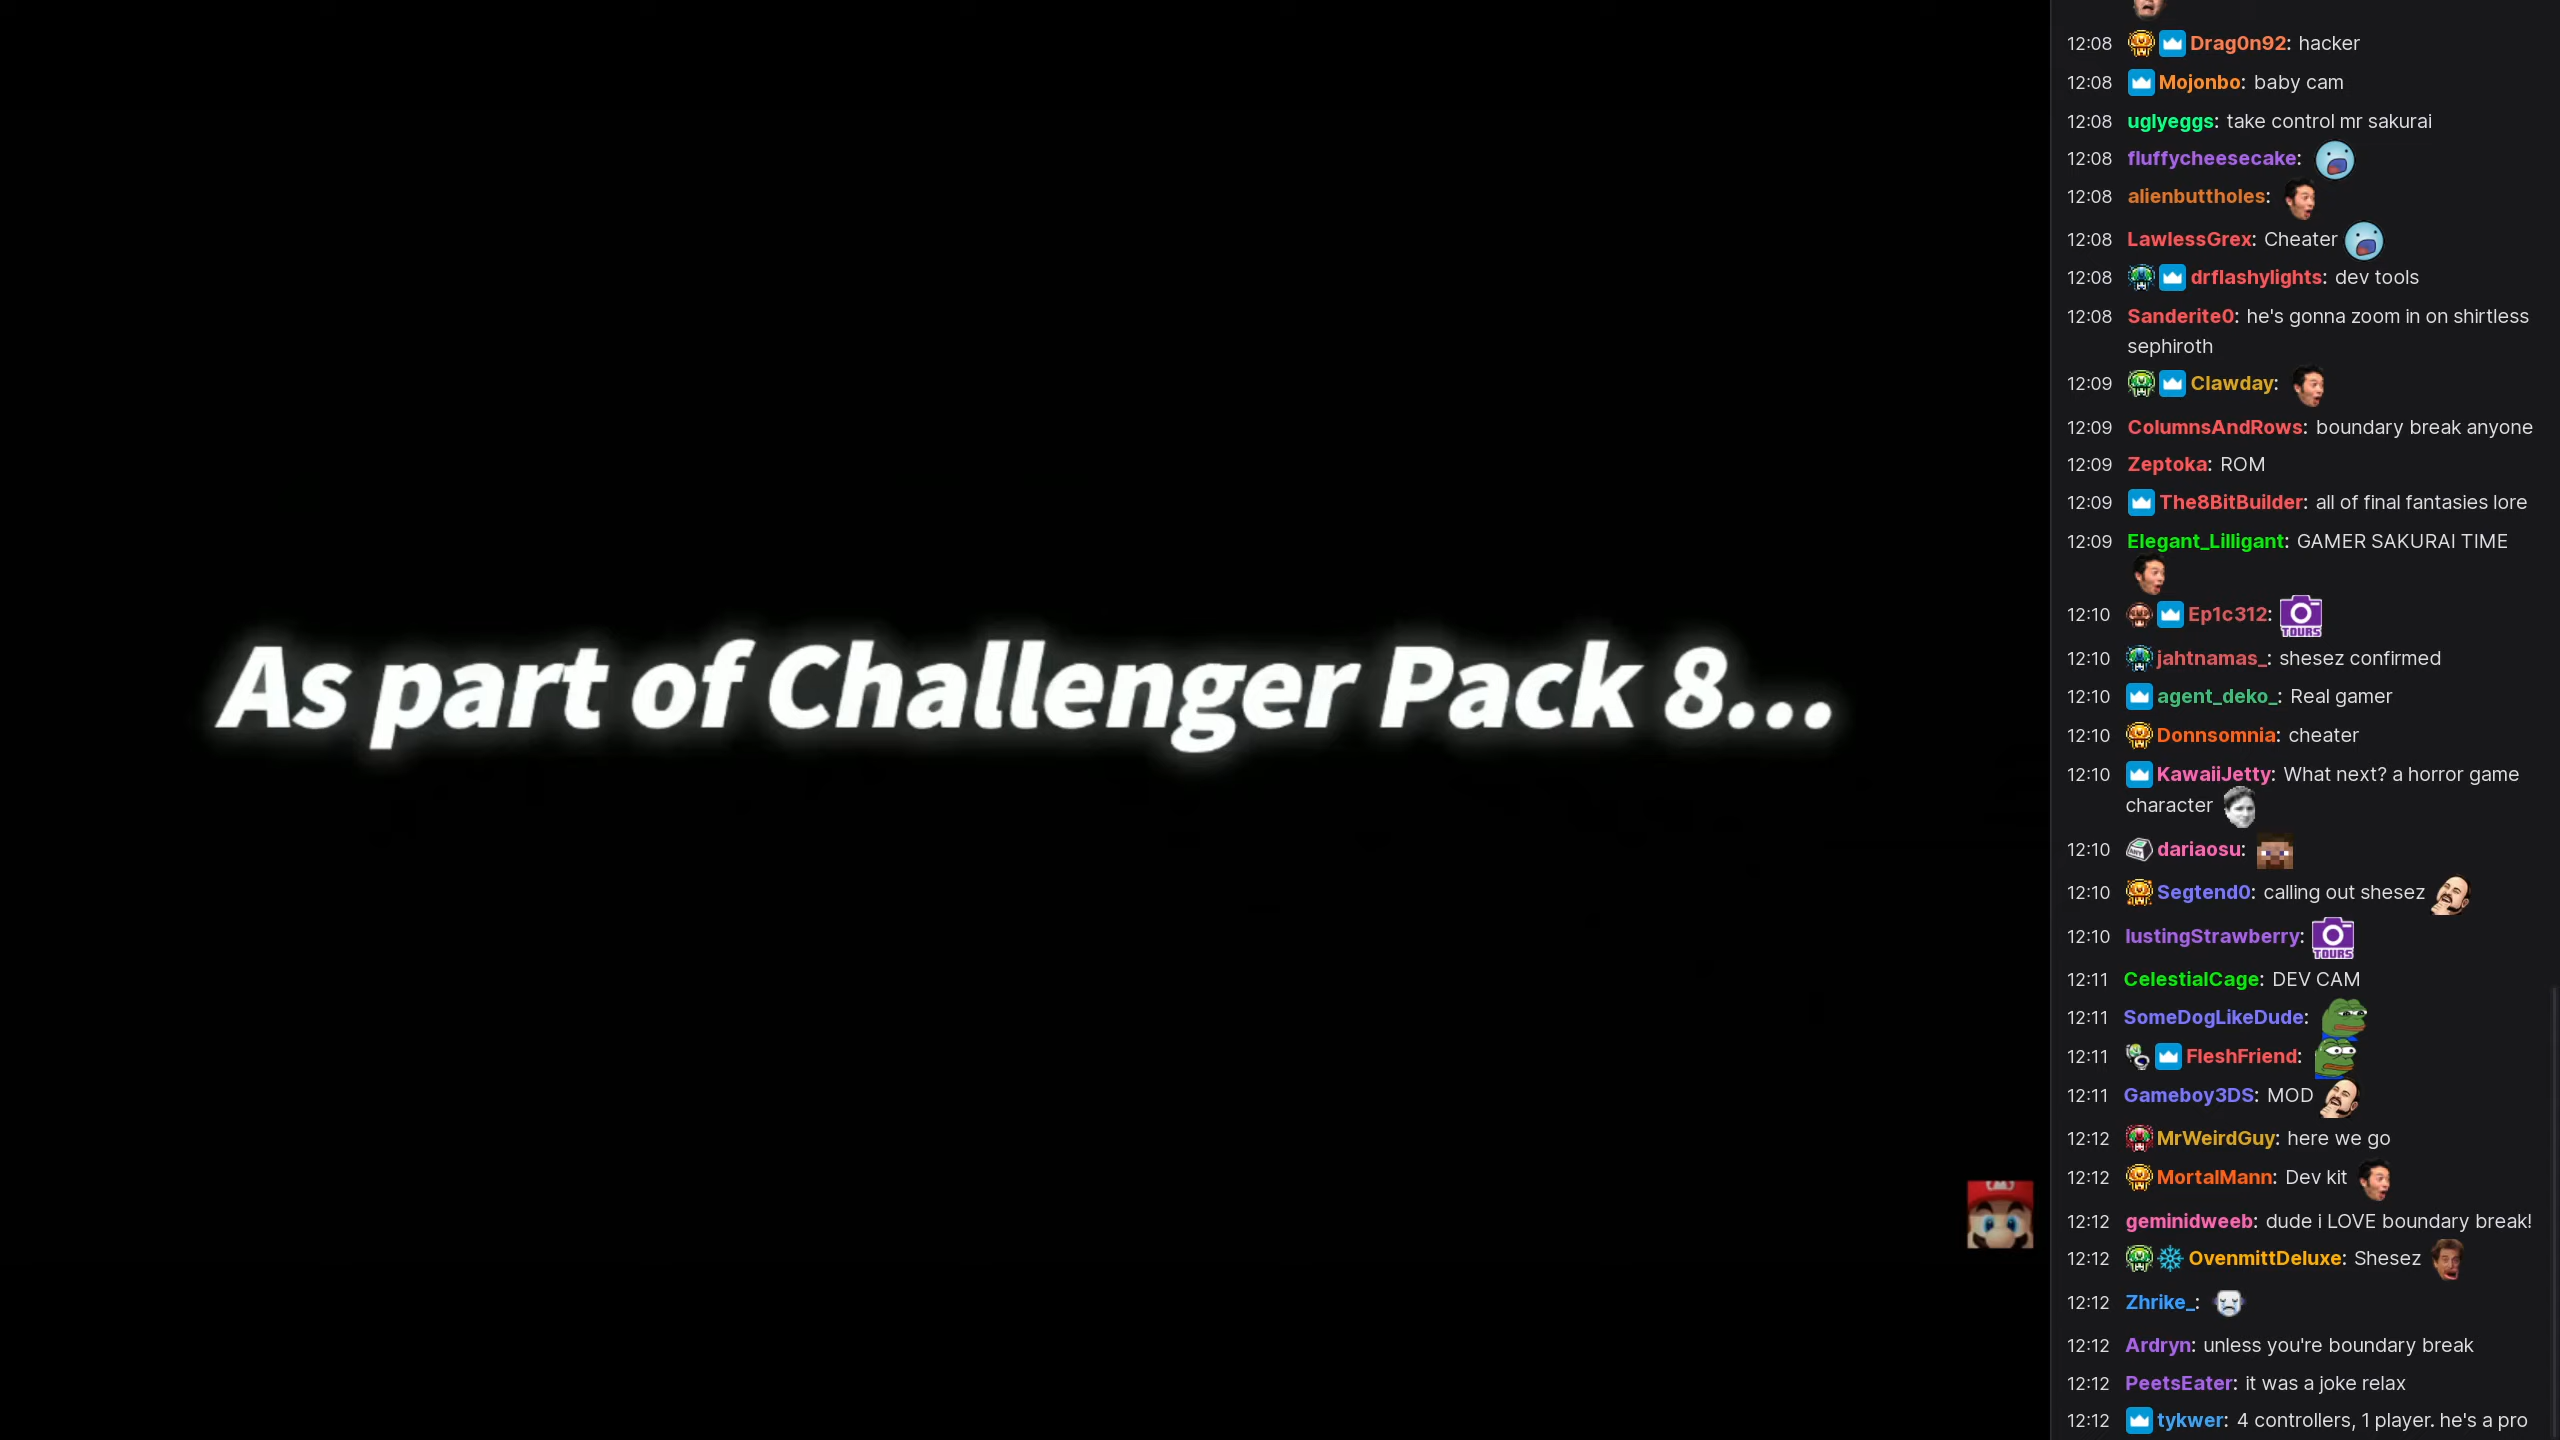 As part of Challenger Pack 8...
12:08 Drag0n92: hacker
12:08 Mojonbo: baby cam
12:08 uglyeggs: take control mr sakurai
12:08 fluffycheesecake:
12:08 alienbuttholes:
12:08 LawlessGrex: Cheater
12:08 drflashylights: dev tools
12:08 Sanderite0: he's gonna zoom in on shirtless
sephiroth
12:09 Clawday:
12:09 ColumnsAndRows: boundary break anyone
12:09 Zeptoka: ROM
12:09 The8BitBuilder: all of final fantasies lore
12:09 Elegant_Lilligant: GAMER SAKURAI TIME
12:10 Ep1c312: TOURS
12:10 jahtnamas_: shesez confirmed
12:10 agent_deko_: Real gamer
12:10 Donnsomnia: cheater
12:10 KawaiiJetty: What next? a horror game
character
12:10 dariaosu:
12:10 Segtend0: calling out shesez
12:10 lustingStrawberry: TOURS
12:11 CelestialCage: DEV CAM
12:11 SomeDogLikeDude:
12:11 FleshFriend:
12:11 Gameboy3DS: MOD
12:12 MrWeirdGuy: here we go
12:12 MortalMann: Dev kit
12:12 geminidweeb: dude i LOVE boundary break!
12:12 OvenmittDeluxe: Shesez
12:12 Zhrike_:
12:12 Ardryn: unless you're boundary break
12:12 PeetsEater: it was a joke relax
12:12 tykwer: 4 controllers, 1 player. he's a pro